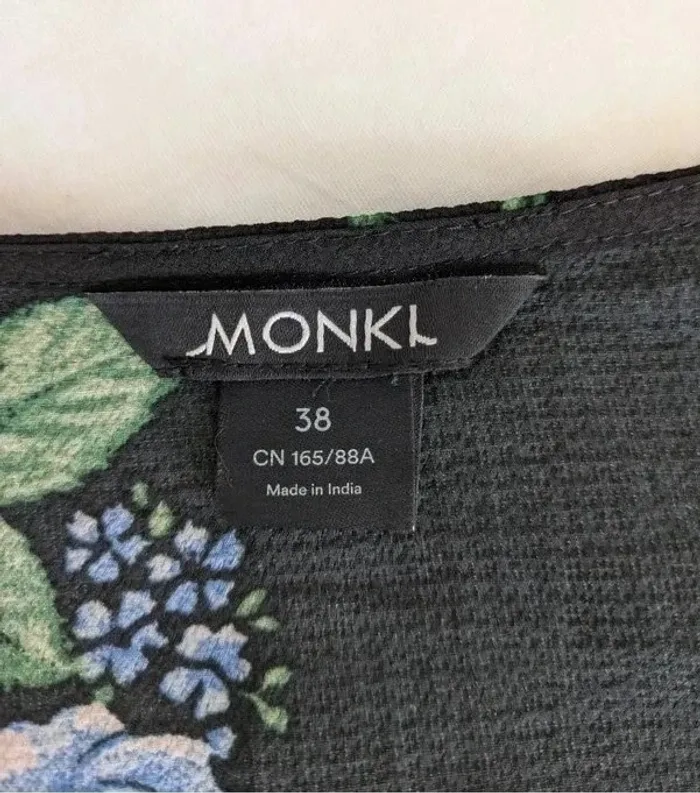 MONKI
38
CN 165/88A
Made in India